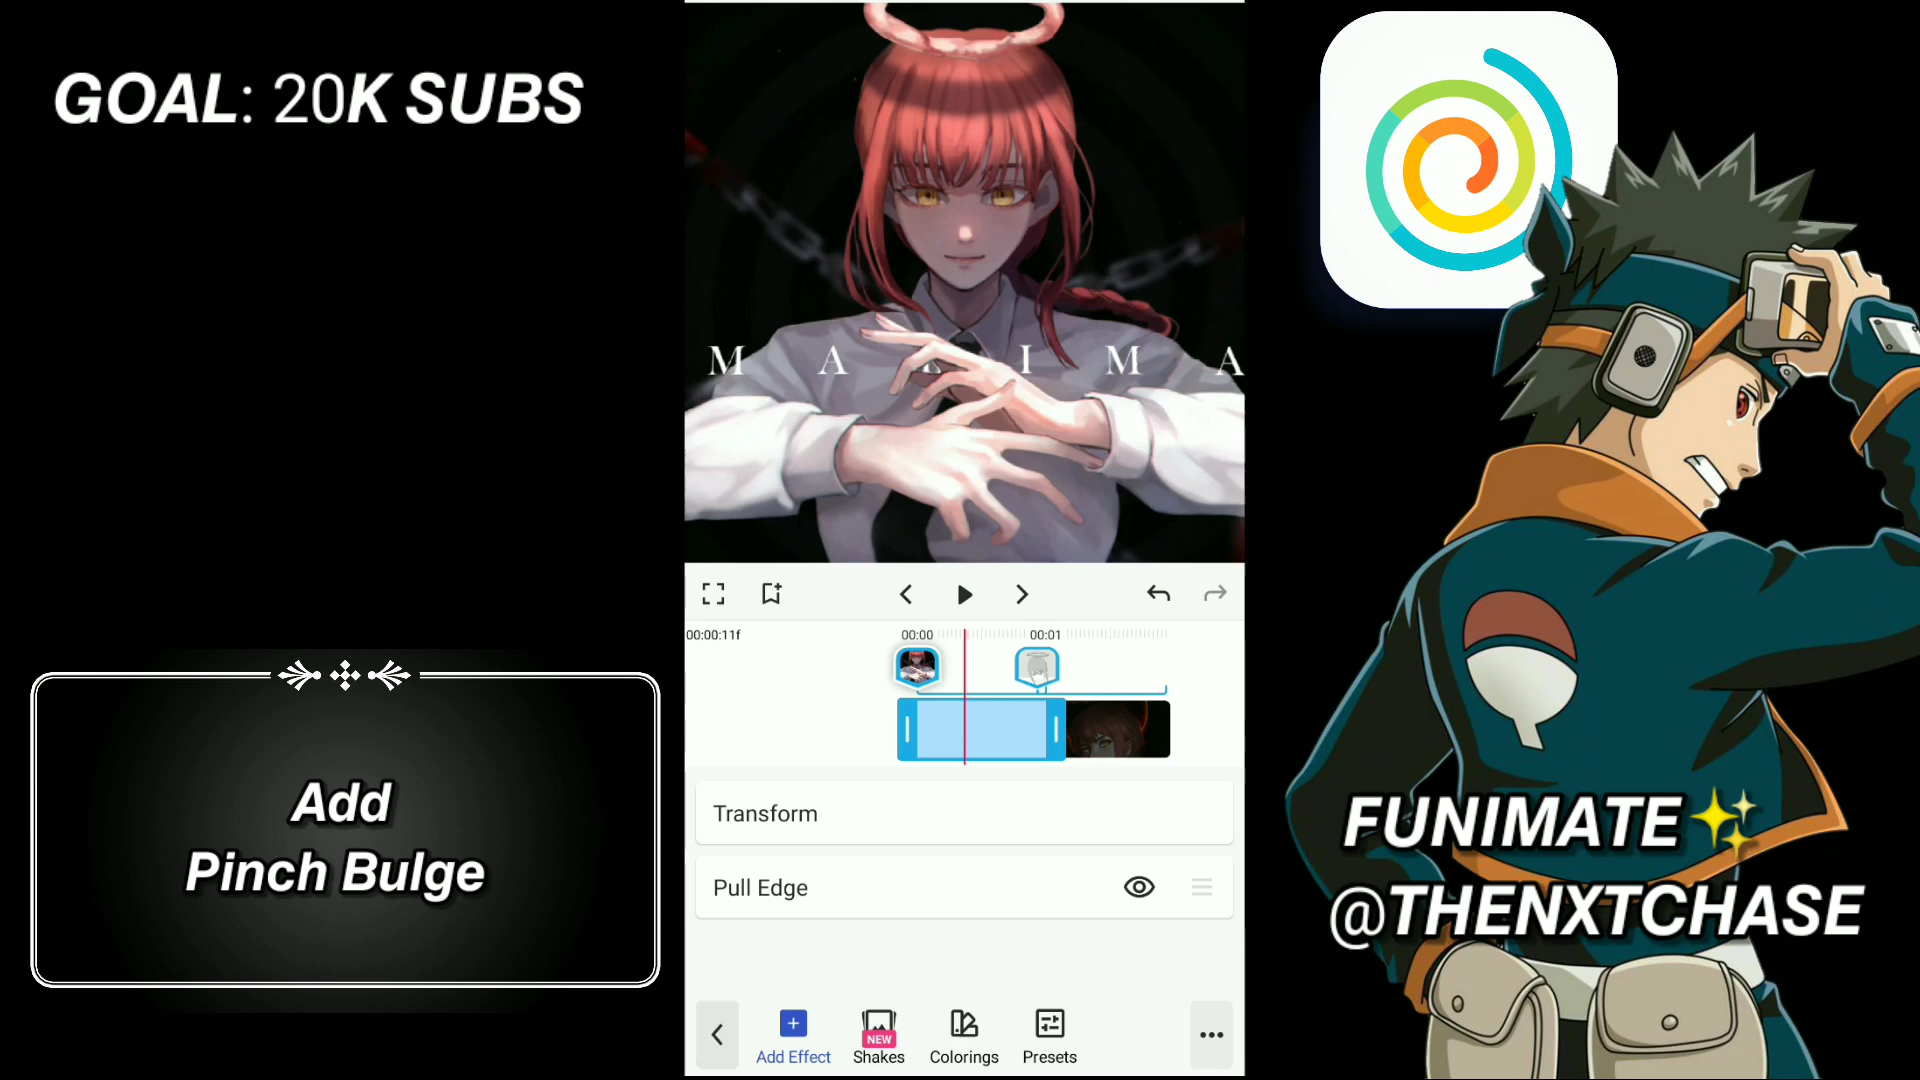 GOAL: 20K SUBS
M A K I M A
00:00:11f
00:00
00:01
Transform
Pull Edge
NEW
Add Effect
Shakes
Colorings
Presets
Add
Pinch Bulge
FUNIMATE✨
@THENXTCHASE